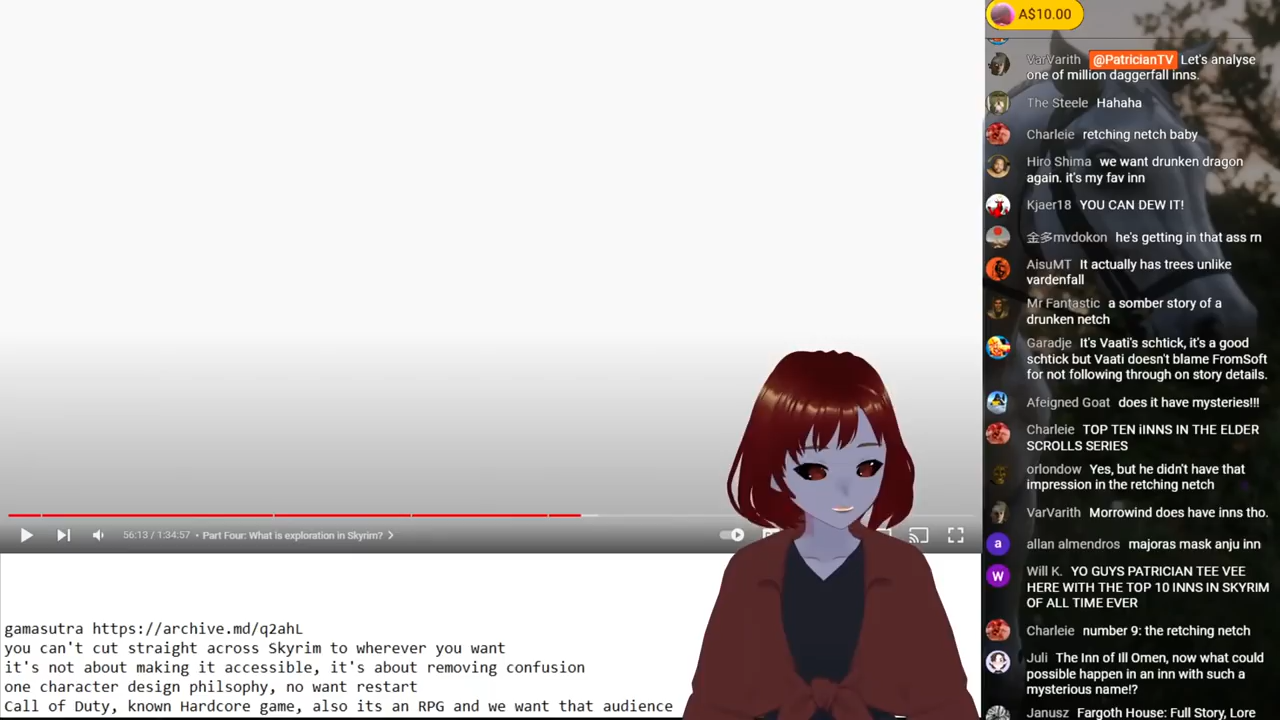 A$10.00
VarVarith @PatricianTV Let's analyse
one of million daggerfall inns.
The Steele Hahaha
Charleie retching netch baby
Hiro Shima we want drunken dragon
again. it's my fav inn
Kjaer18 YOU CAN DEW IT!
金多mvdokon he's getting in that ass rn
AisuMT It actually has trees unlike
vardenfall
Mr Fantastic a somber story of a
drunken netch
Garadje It's Vaati's schtick, it's a good
schtick but Vaati doesn't blame FromSoft
for not following through on story details.
Afeigned Goat does it have mysteries!!!
Charleie TOP TEN iINNS IN THE ELDER
SCROLLS SERIES
orlondow Yes, but he didn't have that
impression in the retching netch
VarVarith Morrowind does have inns tho.
a allan almendros majoras mask anju inn
W Will K. YO GUYS PATRICIAN TEE VEE
HERE WITH THE TOP 10 INNS IN SKYRIM
OF ALL TIME EVER
Charleie number 9: the retching netch
Juli The Inn of Ill Omen, now what could
possible happen in an inn with such a
mysterious name!?
Janusz Fargoth House: Full Story, Lore
56:13 / 1:34:57 • Part Four: What is exploration in Skyrim? >
gamasutra https://archive.md/q2ahL
you can't cut straight across Skyrim to wherever you want
it's not about making it accessible, it's about removing confusion
one character design philsophy, no want restart
Call of Duty, known Hardcore game, also its an RPG and we want that audience